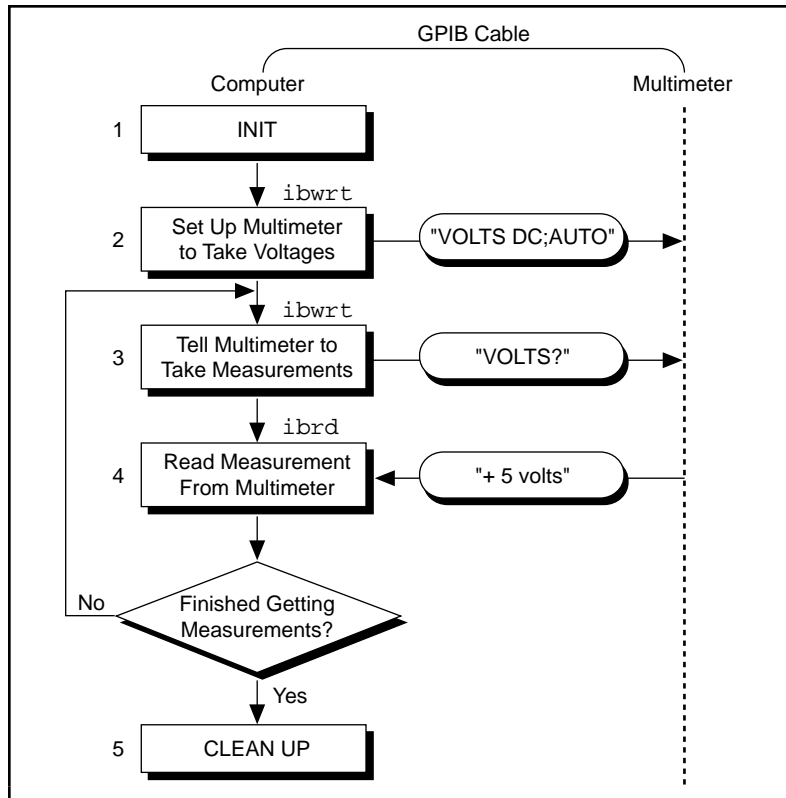 GPIB Cable
Computer
Multimeter
1
INIT
ibwrt
2
Set Up Multimeter
to Take Voltages
"VOLTS DC;AUTO"
ibwrt
3
Tell Multimeter to
Take Measurements
"VOLTS?"
ibrd
4
Read Measurement
From Multimeter
"+ 5 volts"
No
Finished Getting
Measurements?
Yes
5
CLEAN UP